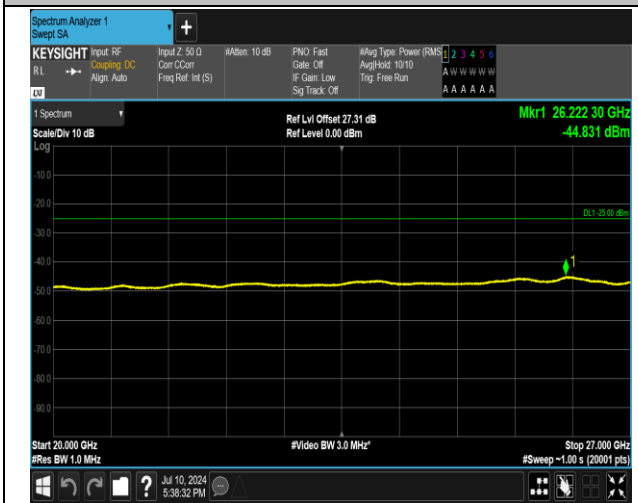 Spectrum Analyzer 1
Swept SA
+
KEYSIGHT
RL
Input: RF
Coupling: DC
Align: Auto
Input Z: 50 Ω
Corr CCorr
Freq Ref: Int (S)
#Atten: 10 dB
PNO: Fast
Gate: Off
IF Gain: Low
Sig Track: Off
#Avg Type: Power (RMS
Avg|Hold: 10/10
Trig: Free Run
1 2 3 4 5 6
A W W W W W
A A A A A A
LXI
1 Spectrum
Scale/Div 10 dB
Ref Lvl Offset 27.31 dB
Ref Level 0.00 dBm
Mkr1 26.222 30 GHz
-44.831 dBm
Log
-10.0
-20.0
DL1 -25.00 dBm
-30.0
-40.0
1
-50.0
-60.0
-70.0
-80.0
-90.0
Start 20.000 GHz
#Video BW 3.0 MHz*
Stop 27.000 GHz
#Res BW 1.0 MHz
#Sweep ~1.00 s (20001 pts)
?
Jul 10, 2024
5:38:32 PM